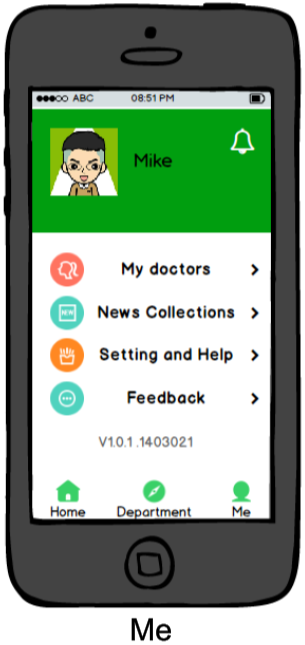 ABC 08:51 PM
Mike
My doctors
NEW
News Collections
Setting and Help
Feedback
V1.0.1 .1403021
Home Department Me
Me